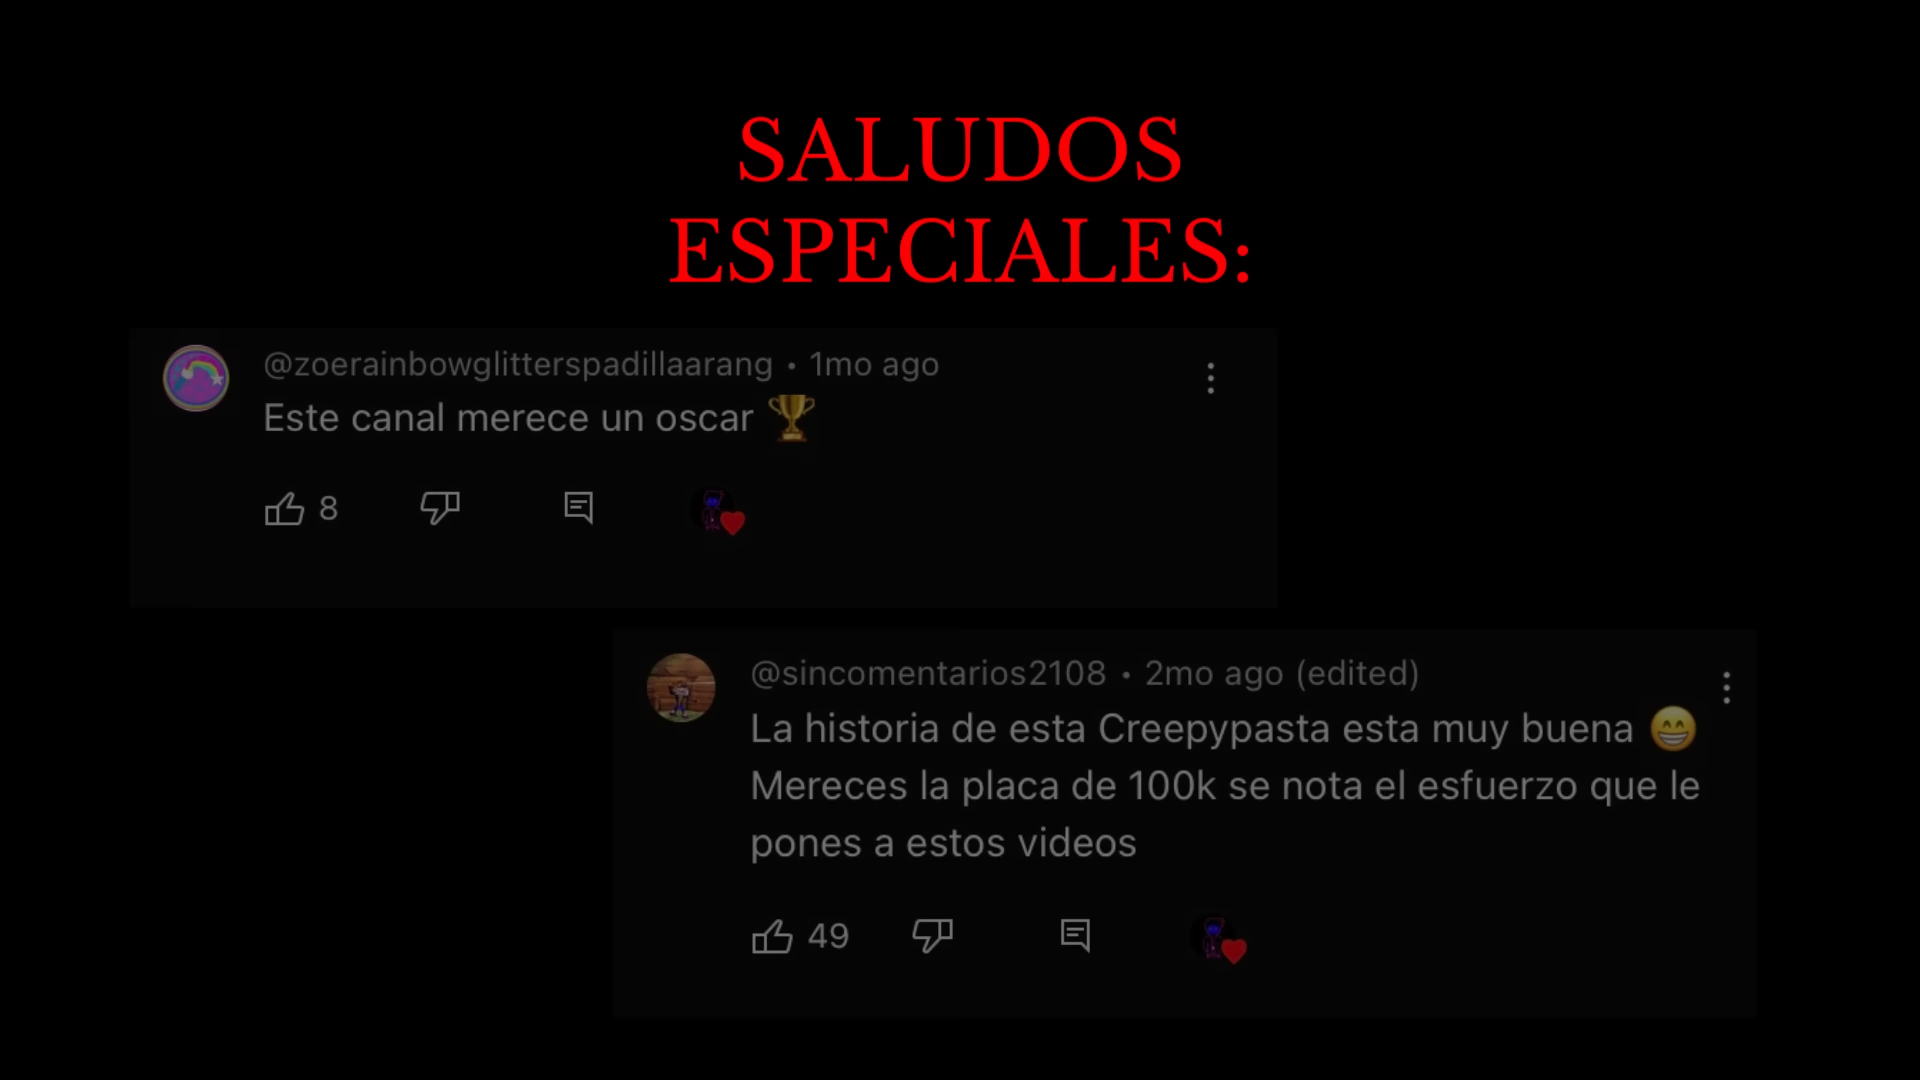 SALUDOS
ESPECIALES:
@zoerainbowglitterspadillaarang • 1mo ago
Este canal merece un oscar 🏆
8
@sincomentarios2108 • 2mo ago (edited)
La historia de esta Creepypasta esta muy buena 😁
Mereces la placa de 100k se nota el esfuerzo que le
pones a estos videos
49